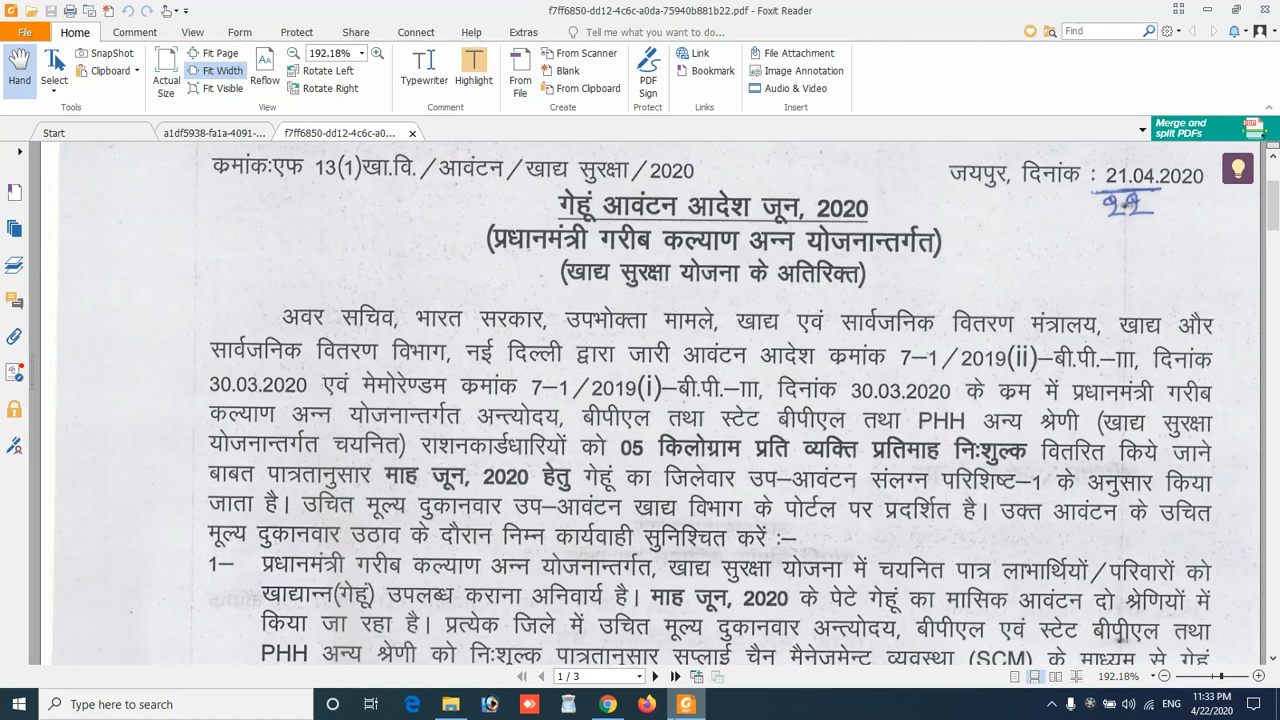 f7ff6850-dd12-4c6c-a0da-75940b881b22.pdf - Foxit Reader
File Home Comment View Form Protect Share Connect Help Extras Tell me what you want to do... Find
Hand
Select
SnapShot
Clipboard
Actual Size
Fit Page
Fit Width
Fit Visible
Reflow
192.18%
Rotate Left
Rotate Right
Typewriter
Highlight
From File
From Scanner
Blank
From Clipboard
PDF Sign
Link
Bookmark
File Attachment
Image Annotation
Audio & Video
Tools View Comment Create Protect Links Insert
Start a1df5938-fa1a-4091-... f7ff6850-dd12-4c6c-a0... Merge and split PDFs
कमांक:एफ 13(1)खा.वि./आवंटन/खाद्य सुरक्षा/2020 जयपुर, दिनांक : 21.04.2020
22
गेहूं आवंटन आदेश जून, 2020
(प्रधानमंत्री गरीब कल्याण अन्न योजनान्तर्गत)
(खाद्य सुरक्षा योजना के अतिरिक्त)
अवर सचिव, भारत सरकार, उपभोक्ता मामले, खाद्य एवं सार्वजनिक वितरण मंत्रालय, खाद्य और
सार्वजनिक वितरण विभाग, नई दिल्ली द्वारा जारी आवंटन आदेश कमांक 7–1/2019(ii)–बी.पी.–III, दिनांक
30.03.2020 एवं मेमोरेण्डम कमांक 7–1/2019(i)–बी.पी.–III, दिनांक 30.03.2020 के कम में प्रधानमंत्री गरीब
कल्याण अन्न योजनान्तर्गत अन्त्योदय, बीपीएल तथा स्टेट बीपीएल तथा PHH अन्य श्रेणी (खाद्य सुरक्षा
योजनान्तर्गत चयनित) राशनकार्डधारियों को 05 किलोग्राम प्रति व्यक्ति प्रतिमाह निःशुल्क वितरित किये जाने
बाबत पात्रतानुसार माह जून, 2020 हेतु गेहूं का जिलेवार उप–आवंटन संलग्न परिशिष्ट–1 के अनुसार किया
जाता है। उचित मूल्य दुकानवार उप–आवंटन खाद्य विभाग के पोर्टल पर प्रदर्शित है। उक्त आवंटन के उचित
मूल्य दुकानवार उठाव के दौरान निम्न कार्यवाही सुनिश्चित करें :–
1– प्रधानमंत्री गरीब कल्याण अन्न योजनान्तर्गत, खाद्य सुरक्षा योजना में चयनित पात्र लाभार्थियों/परिवारों को
खाद्यान्न(गेहूं) उपलब्ध कराना अनिवार्य है। माह जून, 2020 के पेटे गेहूं का मासिक आवंटन दो श्रेणियों में
किया जा रहा है। प्रत्येक जिले में उचित मूल्य दुकानवार अन्त्योदय, बीपीएल एवं स्टेट बीपीएल तथा
PHH अन्य श्रेणी को निःशुल्क पात्रतानुसार सप्लाई चैन मैनेजमेन्ट व्यवस्था (SCM) के माध्यम से गेहूं
1 / 3 192.18%
Type here to search ENG 11:33 PM
4/22/2020